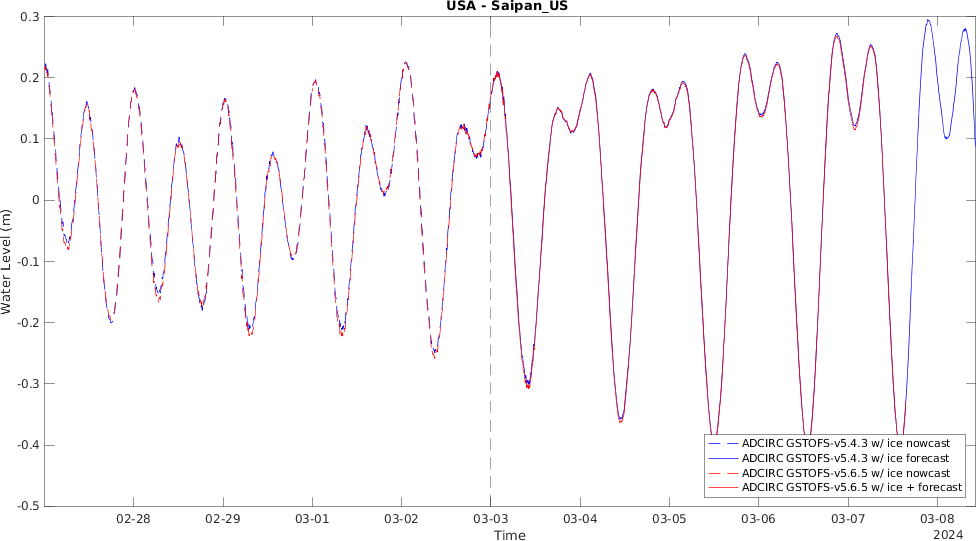 USA - Saipan_US
0.3
0.2
0.1
0
-0.1
-0.2
-0.3
-0.4
-0.5
Water Level (m)
ADCIRC GSTOFS-v5.4.3 w/ ice nowcast
ADCIRC GSTOFS-v5.4.3 w/ ice forecast
ADCIRC GSTOFS-v5.6.5 w/ ice nowcast
ADCIRC GSTOFS-v5.6.5 w/ ice + forecast
02-28 02-29 03-01 03-02 03-03 03-04 03-05 03-06 03-07 03-08
Time
2024